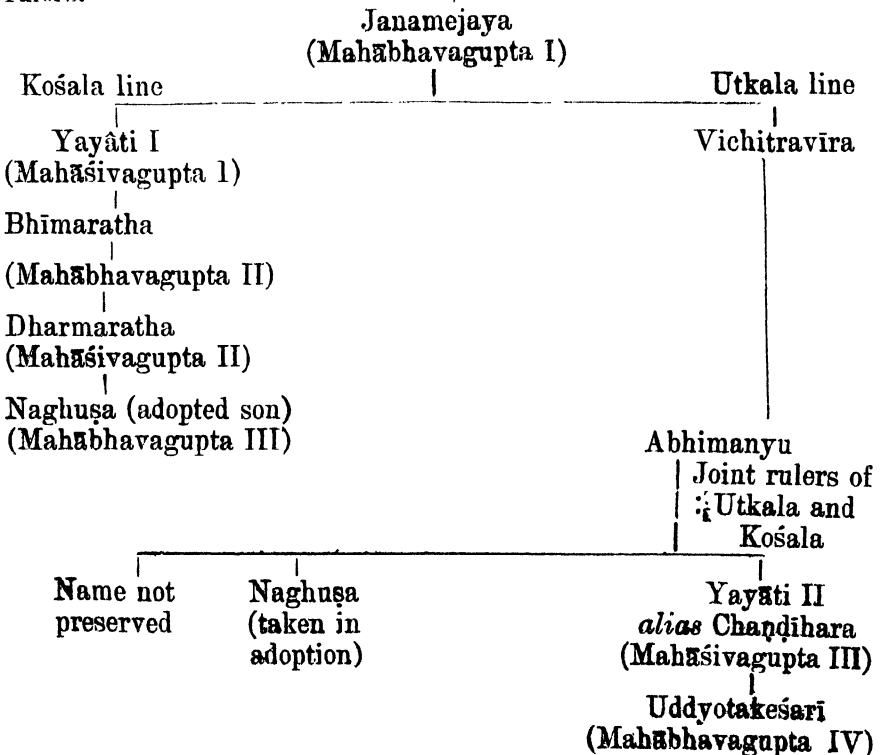 Janamejaya
(Mahābhavagupta I)
Kośala line
Utkala line
Yayâti I
(Mahāśivagupta 1)
Bhīmaratha
(Mahābhavagupta II)
Dharmaratha
(Mahāśivagupta II)
Naghuṣa (adopted son)
(Mahābhavagupta III)
Vichitravīra
Abhimanyu
Joint rulers of
Utkala and
Kośala
Name not
preserved
Naghuṣa
(taken in
adoption)
Yayāti II
alias Chaṇḍīhara
(Mahāśivagupta III)
Uddyotakeśarī
(Mahābhavagupta IV)